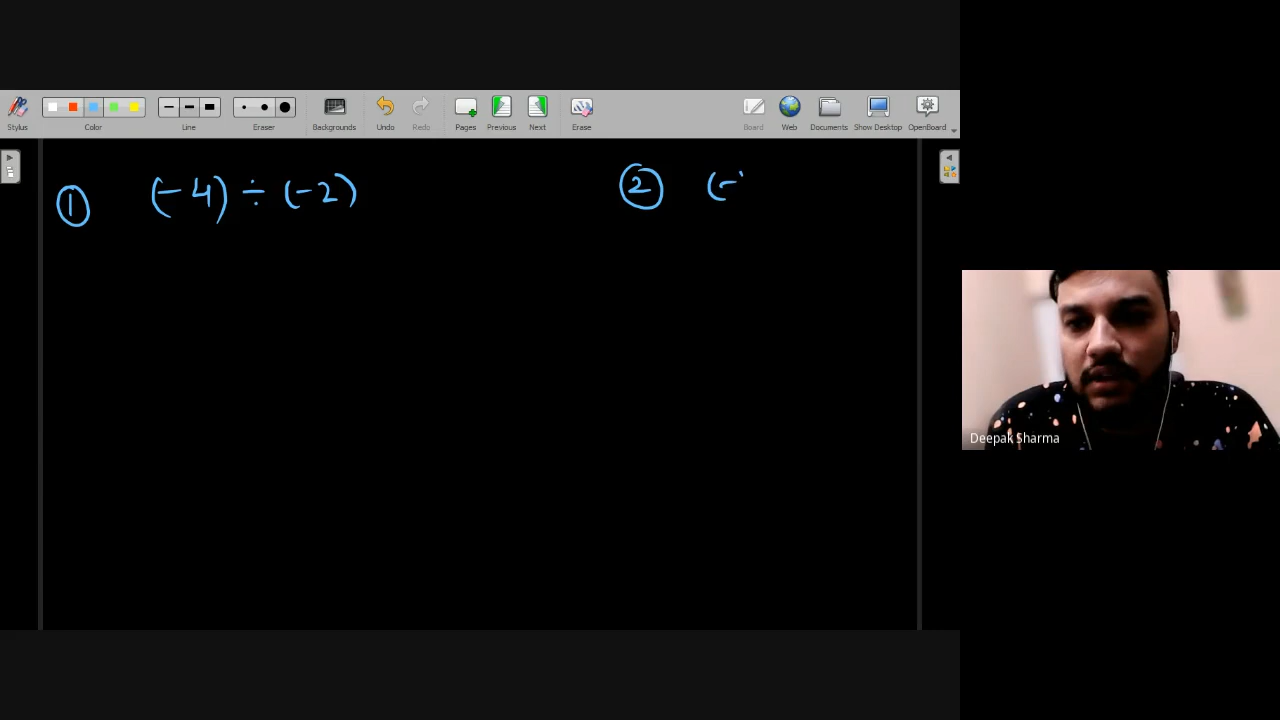 Stylus Color Line Eraser Backgrounds Undo Redo Pages Previous Next Erase Board Web Documents Show Desktop OpenBoard
① (-4) ÷ (-2) ② (-
Deepak Sharma